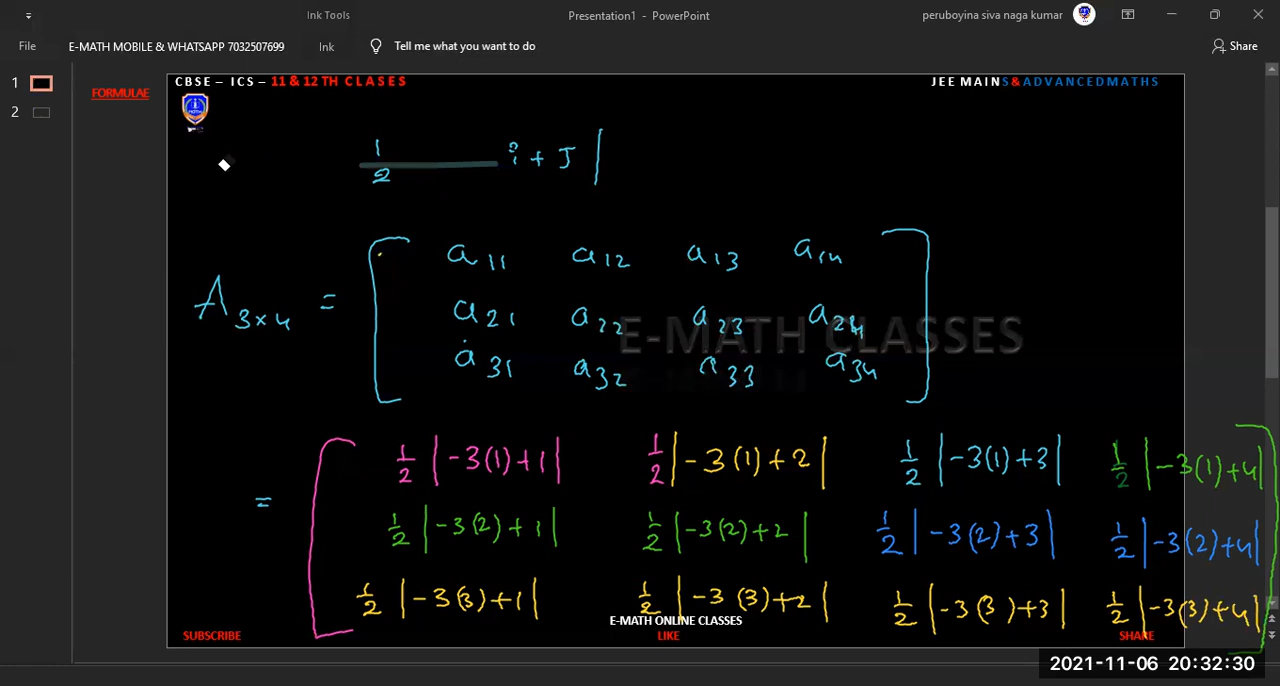 Ink Tools Presentation1 - PowerPoint peruboyina siva naga kumar
File E-MATH MOBILE & WHATSAPP 7032507699 Ink Tell me what you want to do Share
1 CBSE – ICS – 11 & 12 TH CLASES JEE MAINS&ADVANCEDMATHS
FORMULAE
2
1/2 i + J |
A3×4 = [ a11 a12 a13 a14
a21 a22 a23 a24
a31 a32 a33 a34 ]
E-MATH CLASSES
= [ 1/2 |-3(1)+1| 1/2 |-3(1)+2| 1/2 |-3(1)+3| 1/2 |-3(1)+4|
1/2 |-3(2)+1| 1/2 |-3(2)+2| 1/2 |-3(2)+3| 1/2 |-3(2)+4|
1/2 |-3(3)+1| 1/2 |-3(3)+2| 1/2 |-3(3)+3| 1/2 |-3(3)+4| ]
E-MATH ONLINE CLASSES
SUBSCRIBE LIKE SHARE
2021-11-06 20:32:30